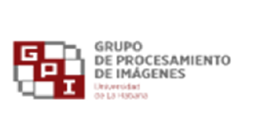 GPI
GRUPO
DE PROCESAMIENTO
DE IMÁGENES
Universidad
de La Habana